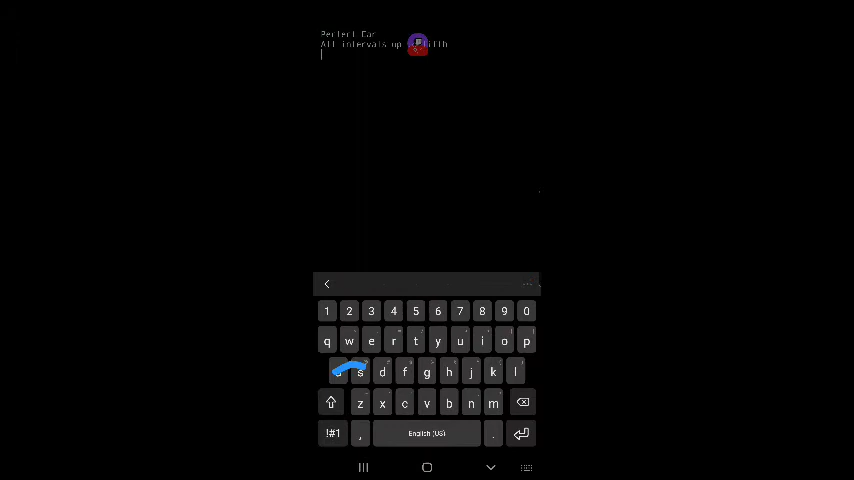 Perfect Ear
All intervals up fifth
1 2 3 4 5 6 7 8 9 0
q w e r t y u i o p
a s d f g h j k l
z x c v b n m
!#1 , English (US) .